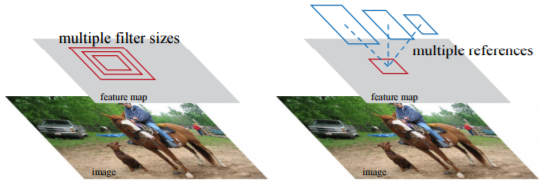 multiple filter sizes
feature map
image
multiple references
feature map
image